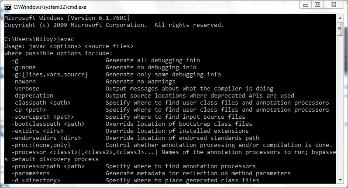 C:\Windows\system32\cmd.exe
Microsoft Windows [Version 6.1.7601]
Copyright (c) 2009 Microsoft Corporation. All rights reserved.
C:\Users\Niloy>javac
Usage: javac <options> <source files>
where possible options include:
-g Generate all debugging info
-g:none Generate no debugging info
-g:{lines,vars,source} Generate only some debugging info
-nowarn Generate no warnings
-verbose Output messages about what the compiler is doing
-deprecation Output source locations where deprecated APIs are used
-classpath <path> Specify where to find user class files and annotation processors
-cp <path> Specify where to find user class files and annotation processors
-sourcepath <path> Specify where to find input source files
-bootclasspath <path> Override location of bootstrap class files
-extdirs <dirs> Override location of installed extensions
-endorseddirs <dirs> Override location of endorsed standards path
-proc:{none,only} Control whether annotation processing and/or compilation is done.
-processor <class1>[,<class2>,<class3>...] Names of the annotation processors to run; bypasse
s default discovery process
-processorpath <path> Specify where to find annotation processors
-parameters Generate metadata for reflection on method parameters
-d <directory> Specify where to place generated class files